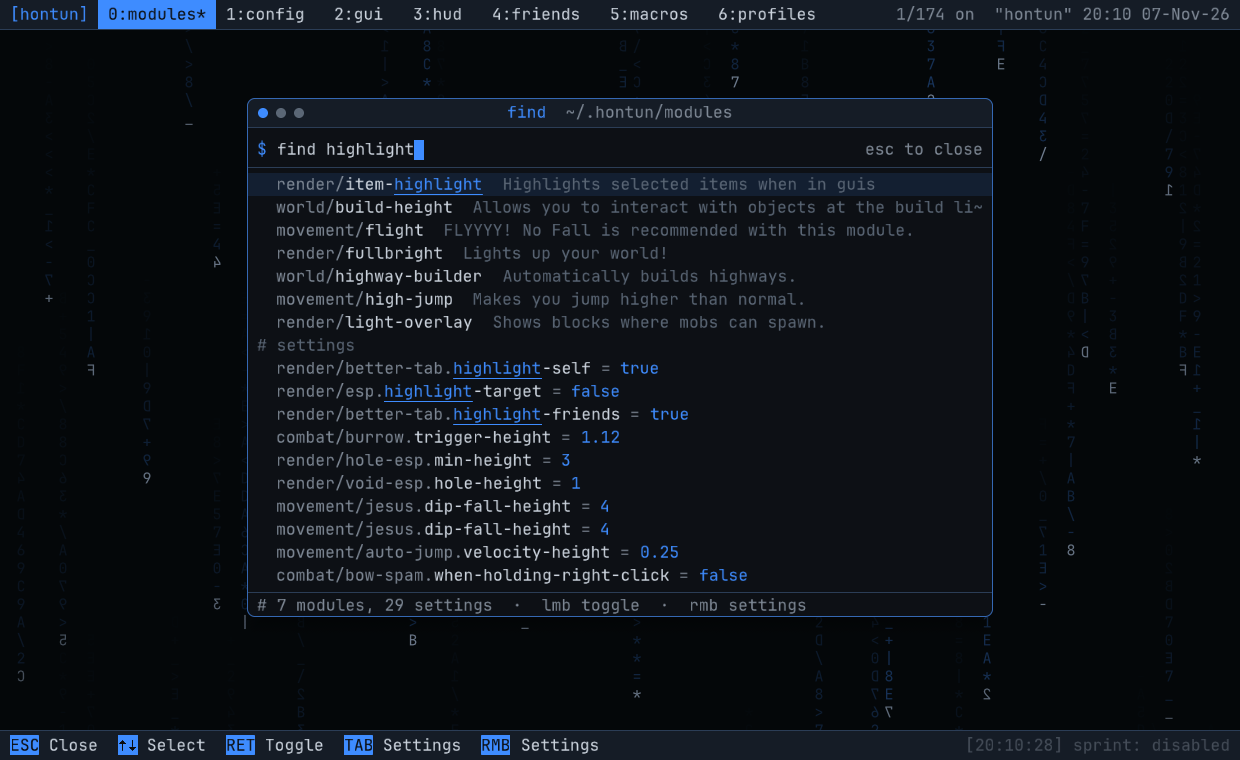 [hontun] 0:modules* 1:config 2:gui 3:hud 4:friends 5:macros 6:profiles 1/174 on "hontun" 20:10 07-Nov-26
find ~/.hontun/modules
$ find highlight esc to close
render/item-highlight Highlights selected items when in guis
world/build-height Allows you to interact with objects at the build li~
movement/flight FLYYYY! No Fall is recommended with this module.
render/fullbright Lights up your world!
world/highway-builder Automatically builds highways.
movement/high-jump Makes you jump higher than normal.
render/light-overlay Shows blocks where mobs can spawn.
# settings
render/better-tab.highlight-self = true
render/esp.highlight-target = false
render/better-tab.highlight-friends = true
combat/burrow.trigger-height = 1.12
render/hole-esp.min-height = 3
render/void-esp.hole-height = 1
movement/jesus.dip-fall-height = 4
movement/jesus.dip-fall-height = 4
movement/auto-jump.velocity-height = 0.25
combat/bow-spam.when-holding-right-click = false
# 7 modules, 29 settings · lmb toggle · rmb settings
ESC Close ↑↓ Select RET Toggle TAB Settings RMB Settings [20:10:28] sprint: disabled